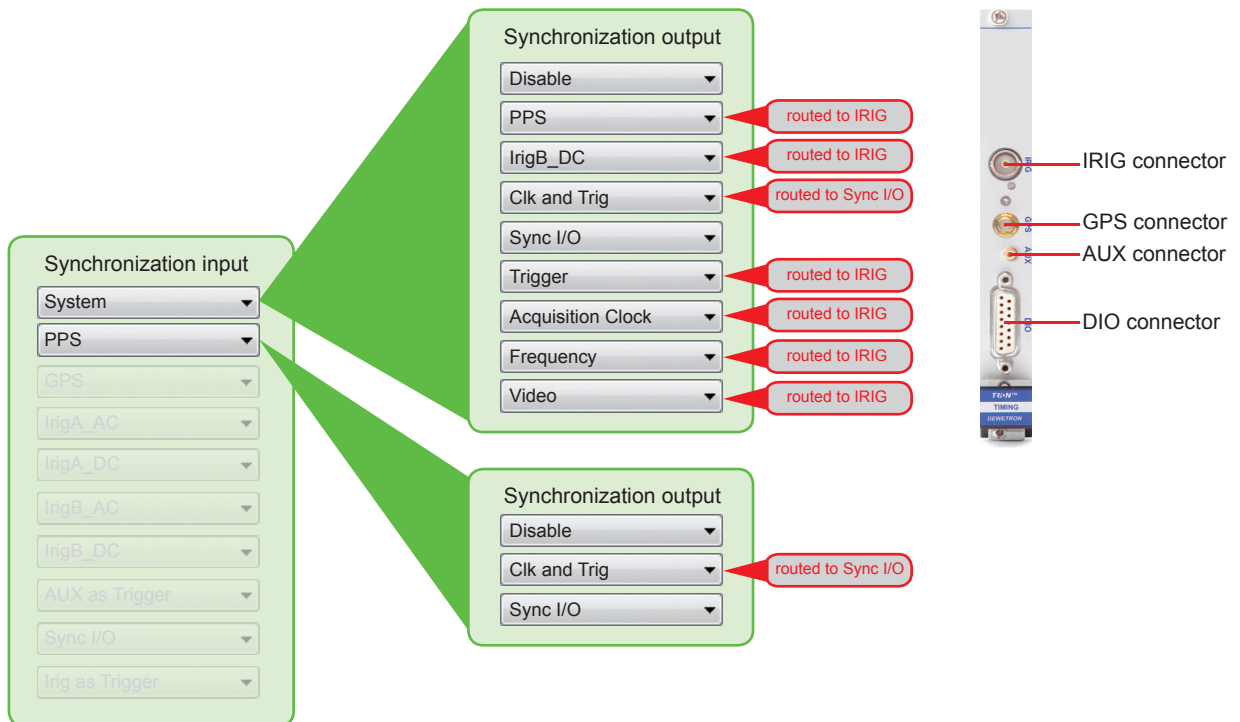 Synchronization input
System
PPS
GPS
IrigA_AC
IrigA_DC
IrigB_AC
IrigB_DC
AUX as Trigger
Sync I/O
Irig as Trigger
Synchronization output
Disable
PPS
routed to IRIG
IrigB_DC
routed to IRIG
Clk and Trig
routed to Sync I/O
Sync I/O
Trigger
routed to IRIG
Acquisition Clock
routed to IRIG
Frequency
routed to IRIG
Video
routed to IRIG
Synchronization output
Disable
Clk and Trig
routed to Sync I/O
Sync I/O
IRIG
GPS
AUX
DIO
TRION™
TIMING
DEWETRON
IRIG connector
GPS connector
AUX connector
DIO connector